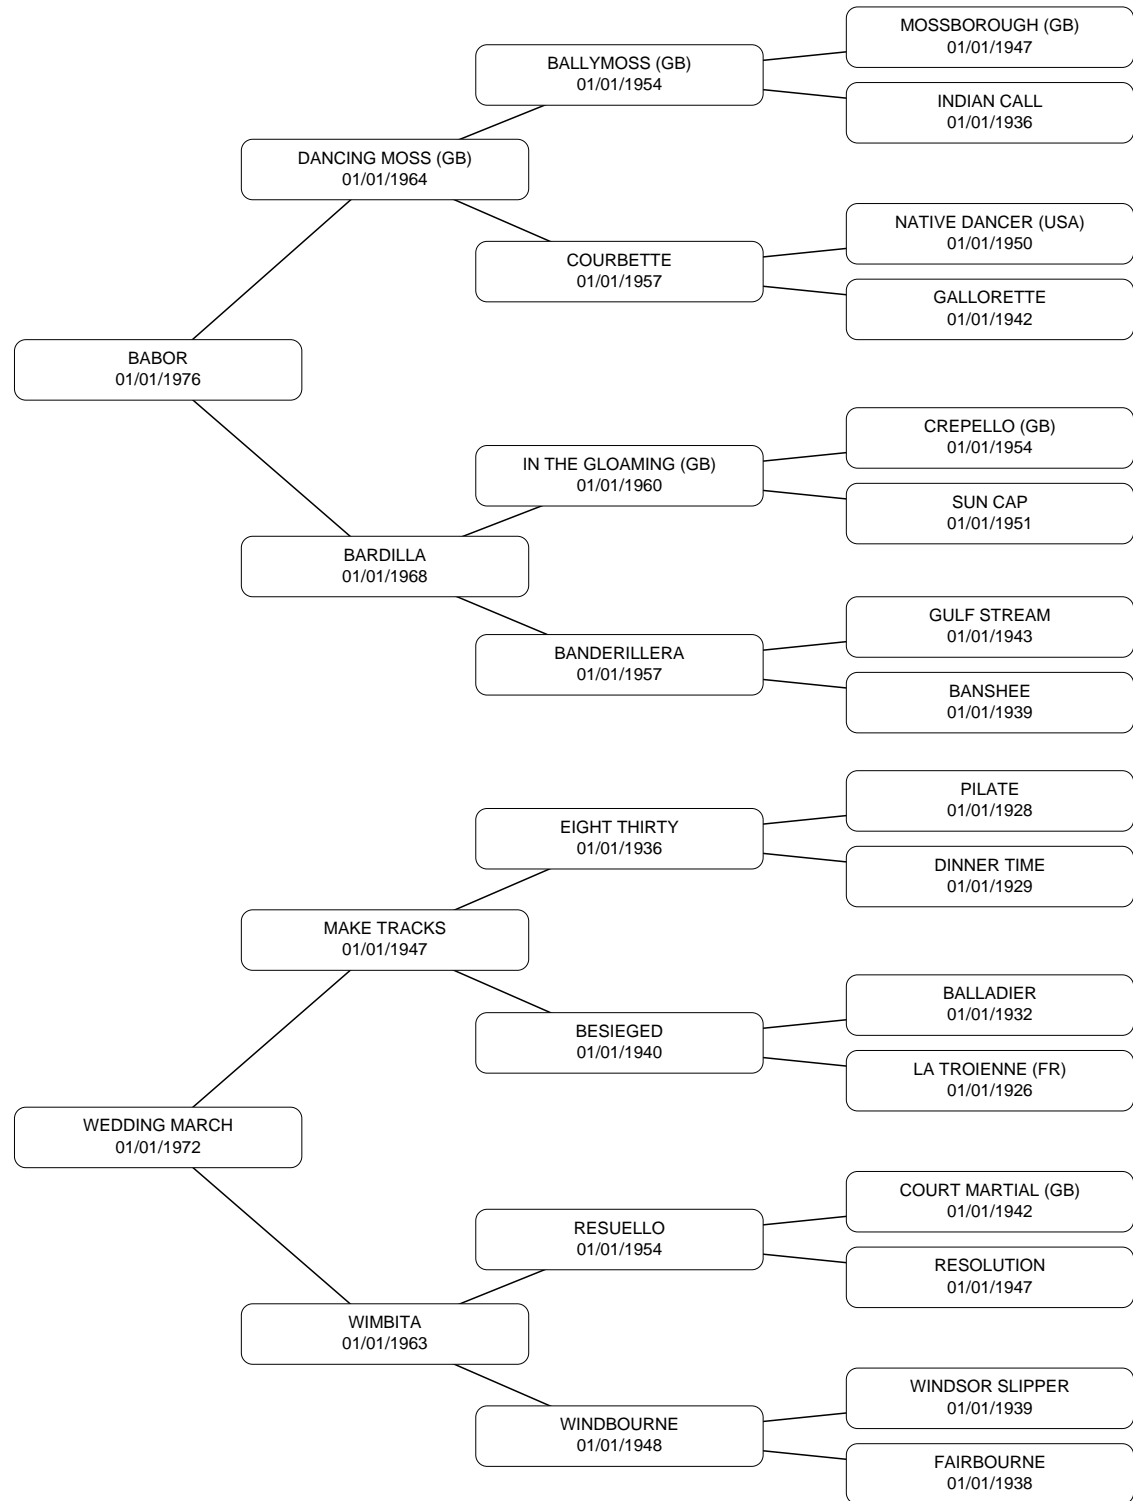 MOSSBOROUGH (GB)
01/01/1947
BALLYMOSS (GB)
01/01/1954
INDIAN CALL
01/01/1936
DANCING MOSS (GB)
01/01/1964
NATIVE DANCER (USA)
01/01/1950
COURBETTE
01/01/1957
GALLORETTE
01/01/1942
BABOR
01/01/1976
CREPELLO (GB)
01/01/1954
IN THE GLOAMING (GB)
01/01/1960
SUN CAP
01/01/1951
BARDILLA
01/01/1968
GULF STREAM
01/01/1943
BANDERILLERA
01/01/1957
BANSHEE
01/01/1939
PILATE
01/01/1928
EIGHT THIRTY
01/01/1936
DINNER TIME
01/01/1929
MAKE TRACKS
01/01/1947
BALLADIER
01/01/1932
BESIEGED
01/01/1940
LA TROIENNE (FR)
01/01/1926
WEDDING MARCH
01/01/1972
COURT MARTIAL (GB)
01/01/1942
RESUELLO
01/01/1954
RESOLUTION
01/01/1947
WIMBITA
01/01/1963
WINDSOR SLIPPER
01/01/1939
WINDBOURNE
01/01/1948
FAIRBOURNE
01/01/1938